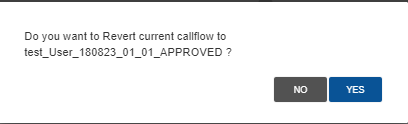 Do you want to Revert current callflow to
test_User_180823_01_01_APPROVED ?
NO YES